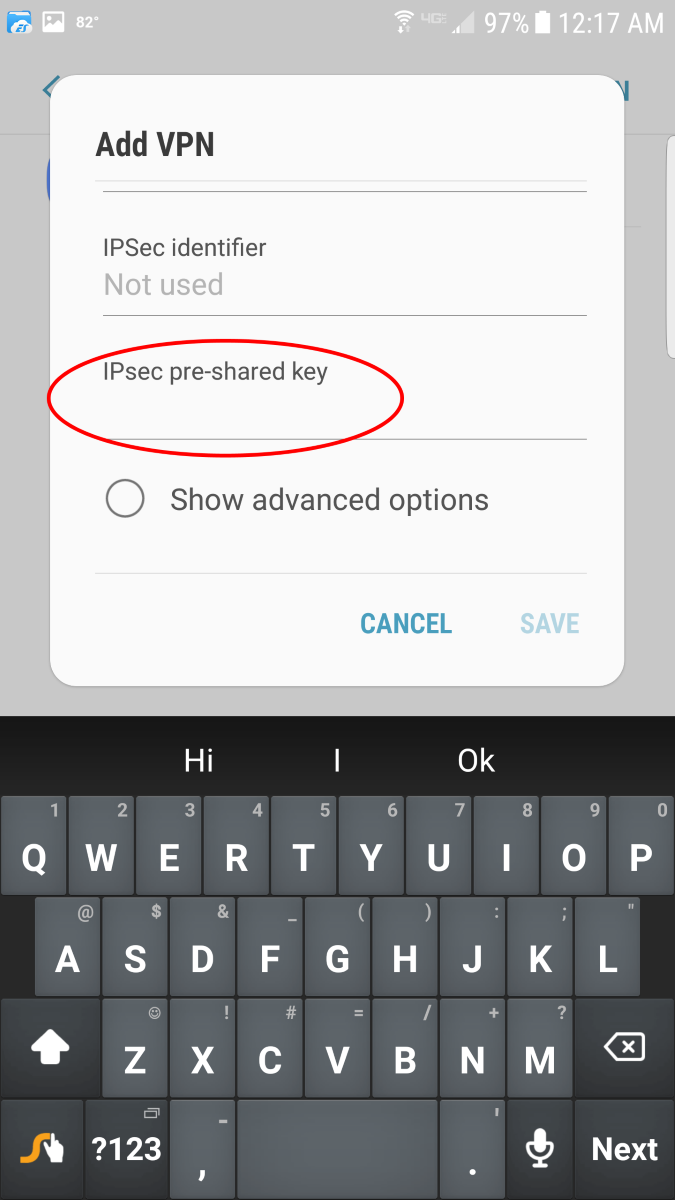 82°
4G 97% 12:17 AM
N
Add VPN
IPSec identifier
Not used
IPsec pre-shared key
Show advanced options
CANCEL SAVE
Hi I Ok
1 2 3 4 5 6 7 8 9 0
Q W E R T Y U I O P
@ $ & _ ( ) : ; "
A S D F G H J K L
! # = / + ?
Z X C V B N M
- '
?123 , . Next